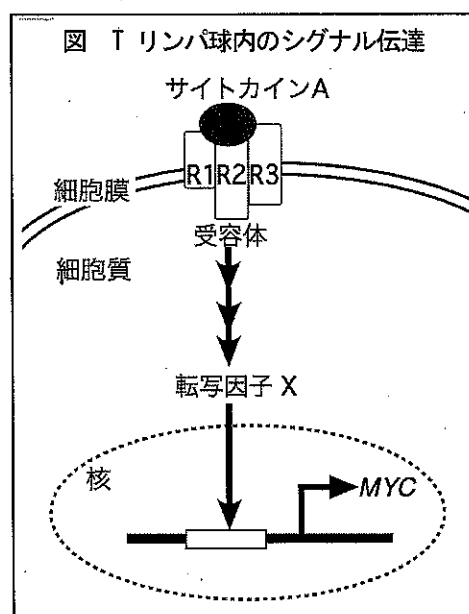 図 T リンパ球内のシグナル伝達
サイトカインA
R1 R2 R3
細胞膜
受容体
細胞質
転写因子 X
核
MYC